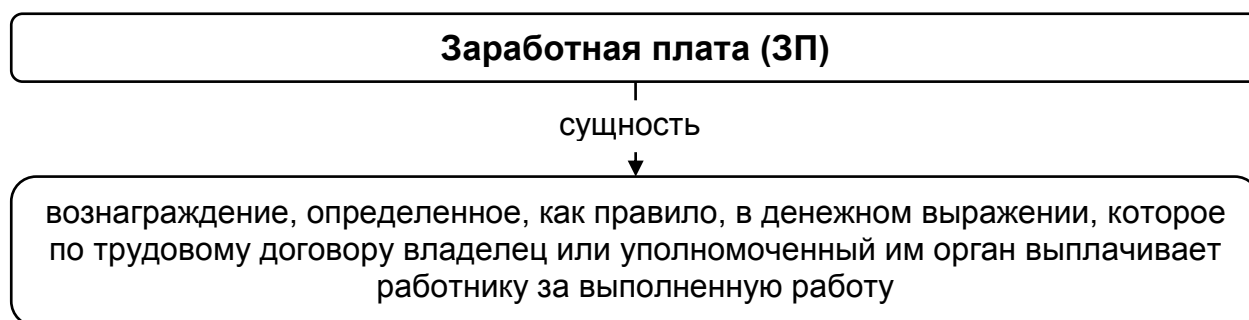 Заработная плата (ЗП)
сущность
вознаграждение, определенное, как правило, в денежном выражении, которое
по трудовому договору владелец или уполномоченный им орган выплачивает
работнику за выполненную работу